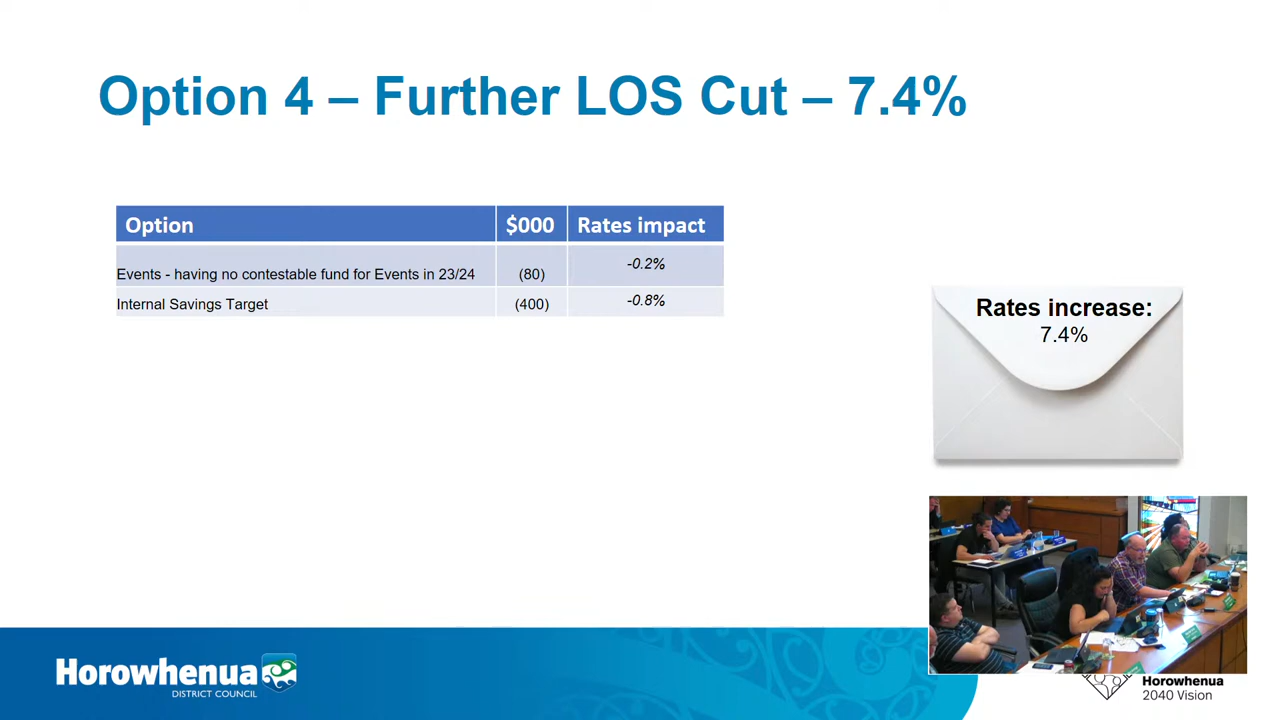 Option 4 – Further LOS Cut – 7.4%
Option $000 Rates impact
Events - having no contestable fund for Events in 23/24 (80) -0.2%
Internal Savings Target (400) -0.8%
Rates increase:
7.4%
Horowhenua
DISTRICT COUNCIL
Horowhenua
2040 Vision